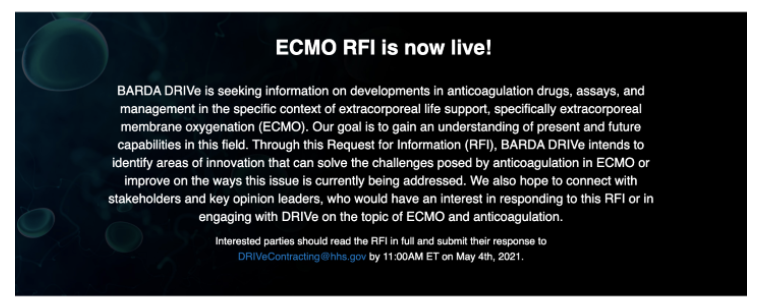 ECMO RFI is now live!
BARDA DRIVe is seeking information on developments in anticoagulation drugs, assays, and
management in the specific context of extracorporeal life support, specifically extracorporeal
membrane oxygenation (ECMO). Our goal is to gain an understanding of present and future
capabilities in this field. Through this Request for Information (RFI), BARDA DRIVe intends to
identify areas of innovation that can solve the challenges posed by anticoagulation in ECMO or
improve on the ways this issue is currently being addressed. We also hope to connect with
stakeholders and key opinion leaders, who would have an interest in responding to this RFI or in
engaging with DRIVe on the topic of ECMO and anticoagulation.
Interested parties should read the RFI in full and submit their response to
DRIVeContracting@hhs.gov by 11:00AM ET on May 4th, 2021.